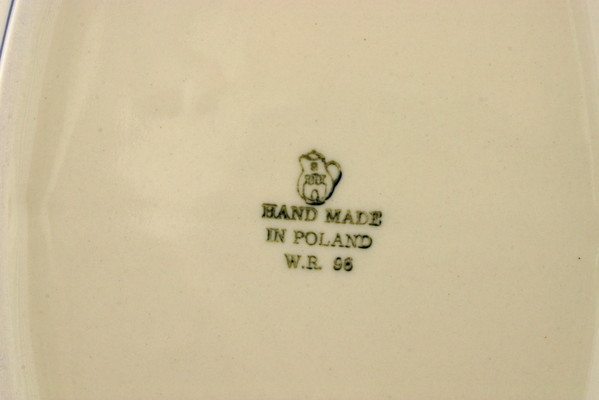 HAND MADE
IN POLAND
W.R. 96